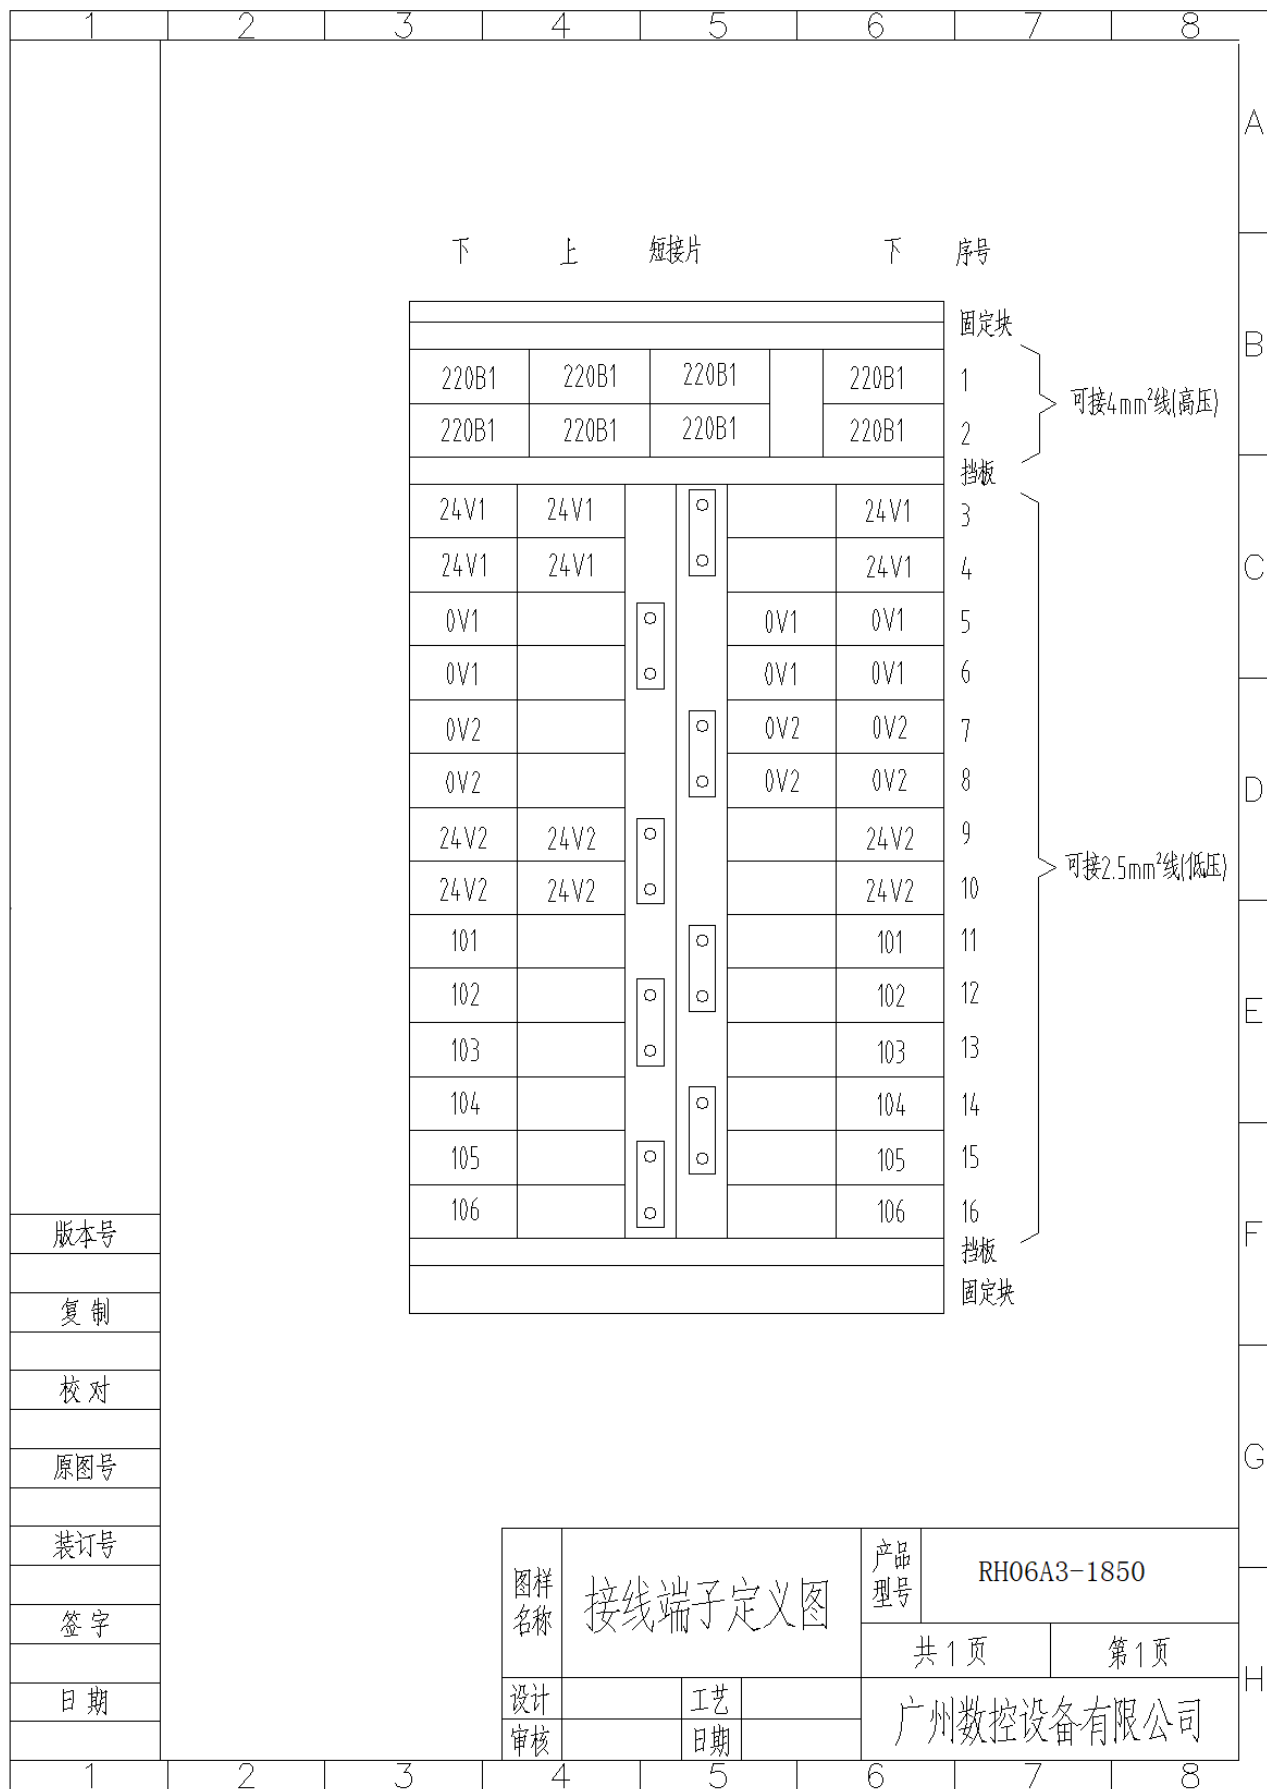 1 2 3 4 5 6 7 8
A
下 上 短接片 下 序号
固定块
B
220B1 220B1 220B1 220B1 1
可接4mm²线(高压)
220B1 220B1 220B1 220B1 2
挡板
24V1 24V1 24V1 3
24V1 24V1 24V1 4
C
0V1 0V1 0V1 5
0V1 0V1 0V1 6
0V2 0V2 0V2 7
0V2 0V2 0V2 8
D
24V2 24V2 24V2 9
可接2.5mm²线(低压)
24V2 24V2 24V2 10
101 101 11
102 102 12
E
103 103 13
104 104 14
105 105 15
106 106 16
F
挡板
固定块
版本号
复制
校对
原图号
装订号
签字
日期
G
图样名称
接线端子定义图
产品型号
RH06A3-1850
共1页 第1页
H
设计 工艺
审核 日期
广州数控设备有限公司
1 2 3 4 5 6 7 8